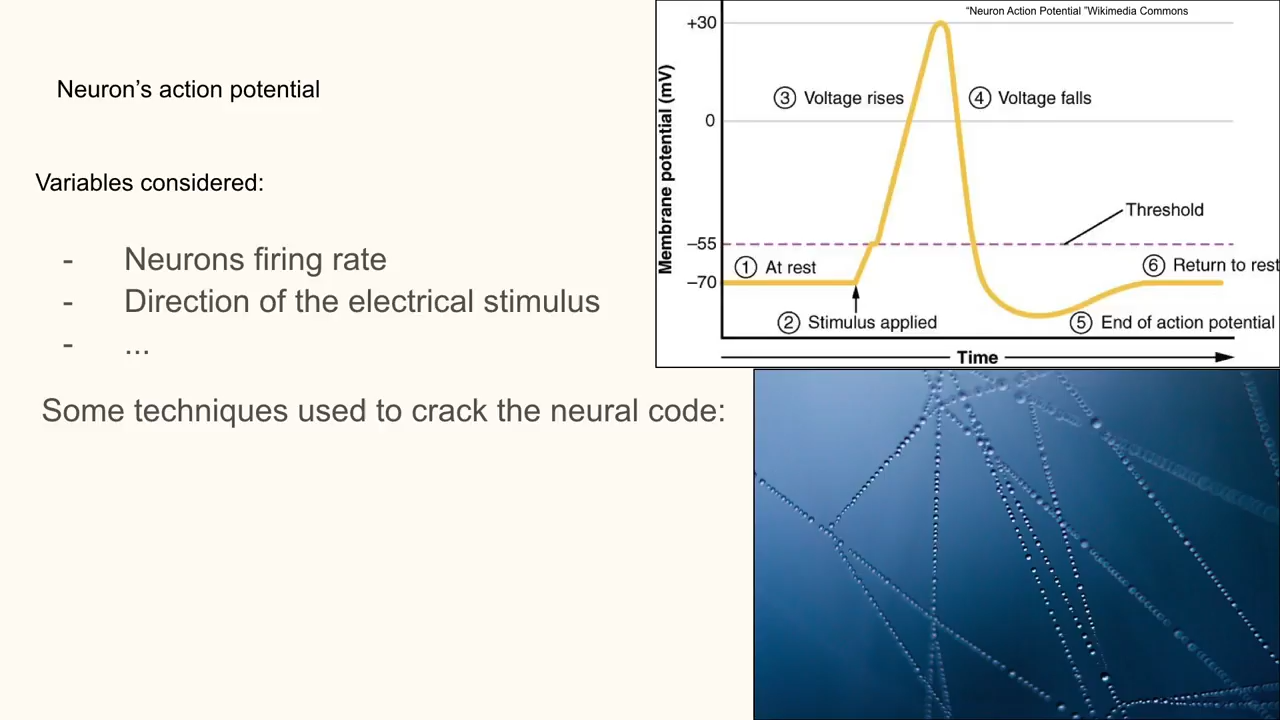 Neuron’s action potential
Variables considered:
- Neurons firing rate
- Direction of the electrical stimulus
- ...
Some techniques used to crack the neural code:
“Neuron Action Potential ”Wikimedia Commons
Membrane potential (mV)
+30
③ Voltage rises
④ Voltage falls
0
Threshold
–55
① At rest
⑥ Return to rest
–70
② Stimulus applied
⑤ End of action potential
Time